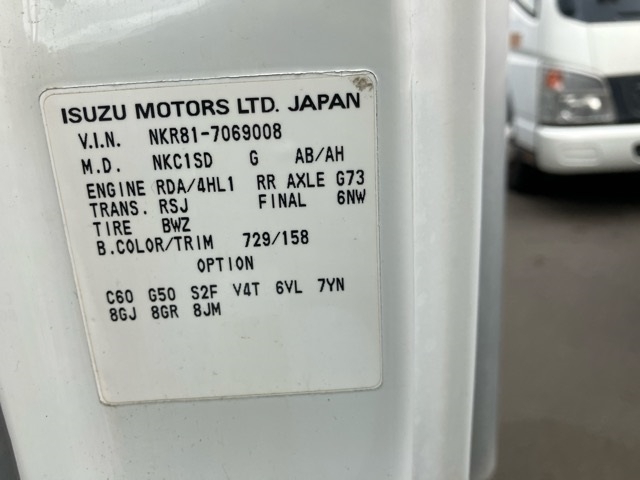 ISUZU MOTORS LTD. JAPAN
V.I.N. NKR81-7069008
M.D. NKC1SD G AB/AH
ENGINE RDA/4HL1 RR AXLE G73
TRANS. RSJ FINAL 6NW
TIRE BWZ
B.COLOR/TRIM 729/158
OPTION
C60 G50 S2F V4T 6VL 7YN
8GJ 8GR 8JM